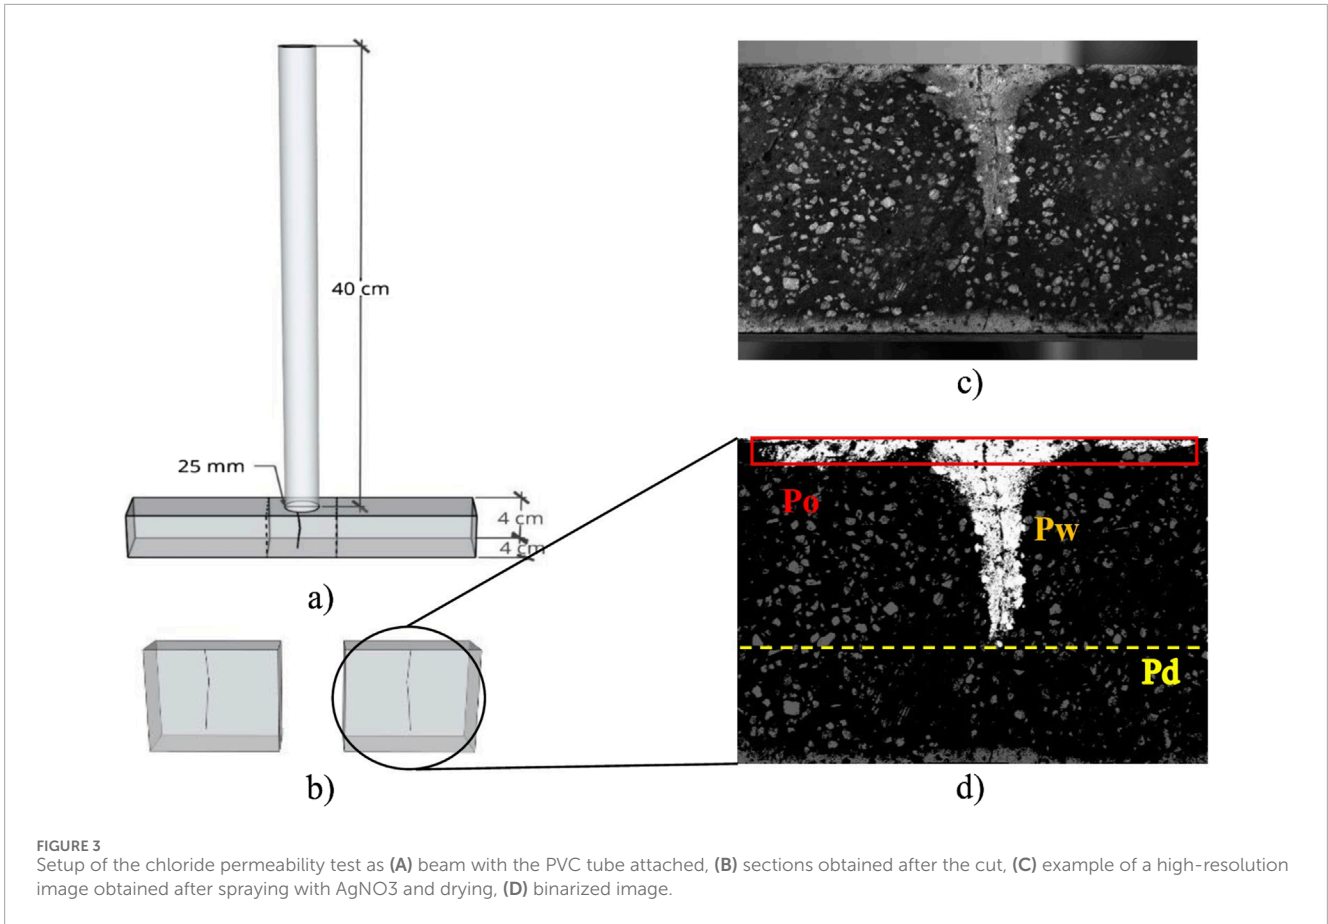 40 cm
25 mm
4 cm
4 cm
a)
b)
c)
Po
Pw
Pd
d)
FIGURE 3
Setup of the chloride permeability test as (A) beam with the PVC tube attached, (B) sections obtained after the cut, (C) example of a high-resolution
image obtained after spraying with AgNO3 and drying, (D) binarized image.